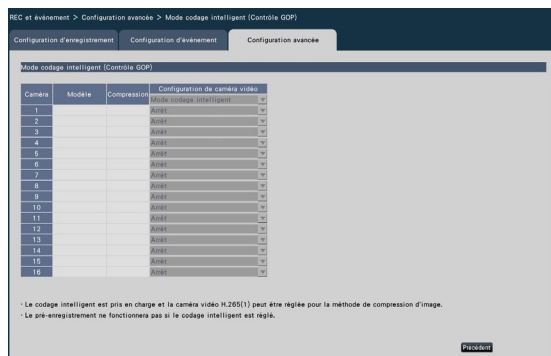 REC et événement > Configuration avancée > Mode codage intelligent (Contrôle GOP)
Configuration d'enregistrement Configuration d'événement Configuration avancée
Mode codage intelligent (Contrôle GOP)
Caméra Modèle Compression Configuration de caméra vidéo
Mode codage intelligent
1 Arrêt
2 Arrêt
3 Arrêt
4 Arrêt
5 Arrêt
6 Arrêt
7 Arrêt
8 Arrêt
9 Arrêt
10 Arrêt
11 Arrêt
12 Arrêt
13 Arrêt
14 Arrêt
15 Arrêt
16 Arrêt
· Le codage intelligent est pris en charge et la caméra vidéo H.265(1) peut être réglée pour la méthode de compression d'image.
· Le pré-enregistrement ne fonctionnera pas si le codage intelligent est réglé.
Précédent